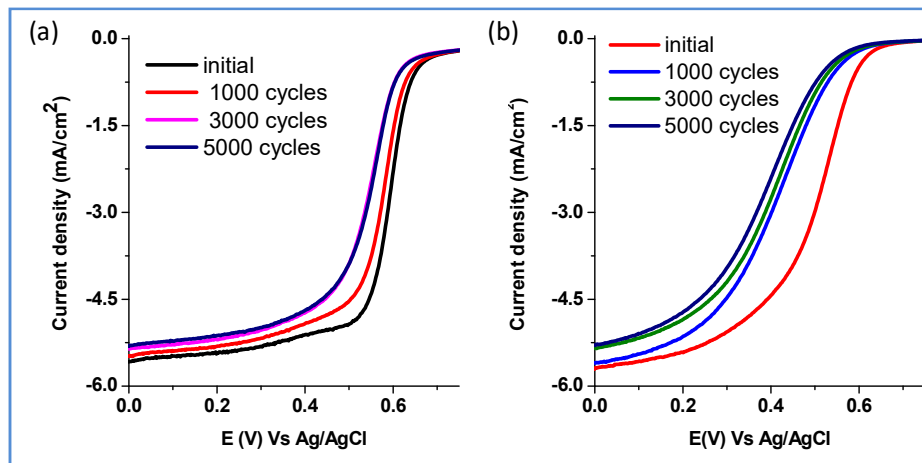 (a)
0.0
-1.5
-3.0
-4.5
-6.0
Current density (mA/cm2)
initial
1000 cycles
3000 cycles
5000 cycles
0.0 0.2 0.4 0.6
E (V) Vs Ag/AgCl
(b)
0.0
-1.5
-3.0
-4.5
-6.0
Current density (mA/cm2)
initial
1000 cycles
3000 cycles
5000 cycles
0.0 0.2 0.4 0.6
E(V) Vs Ag/AgCl